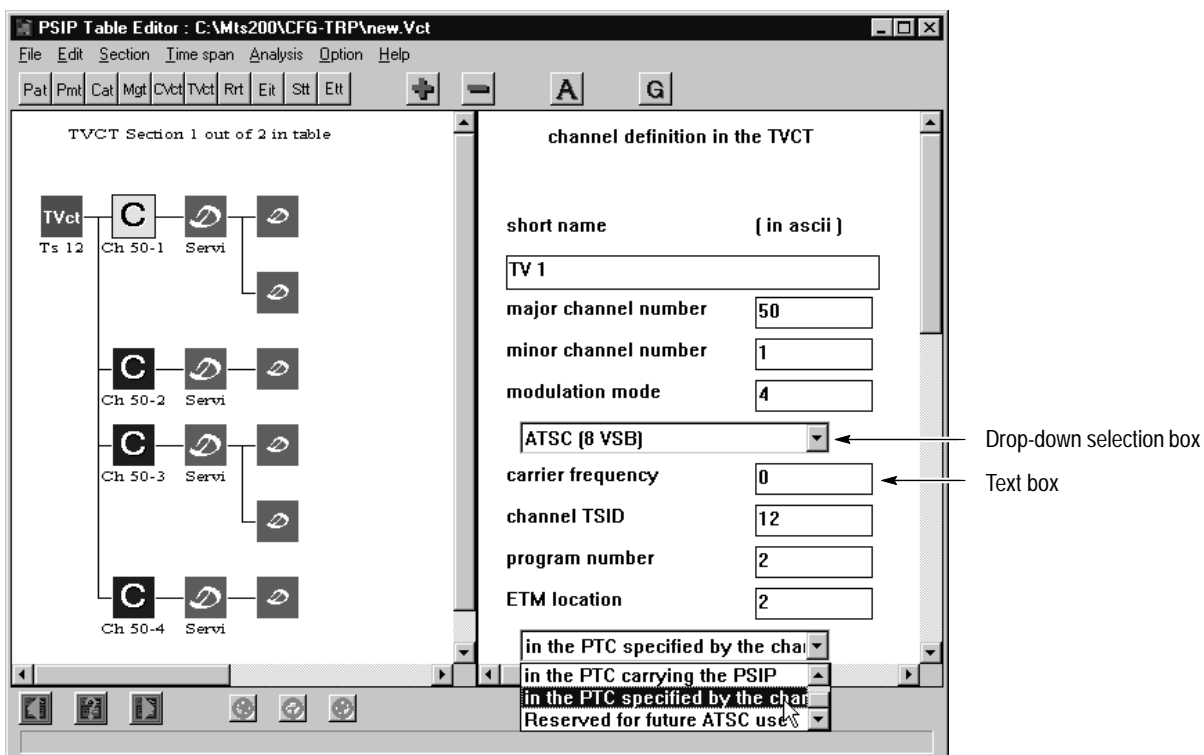 PSIP Table Editor : C:\Mts200\CFG-TRP\new.Vct
File Edit Section Time span Analysis Option Help
Pat Pmt Cat Mgt CVct TVct Rrt Eit Stt Ett A G
TVCT Section 1 out of 2 in table
TVct
Ts 12
C
Ch 50-1
Servi
C
Ch 50-2
Servi
C
Ch 50-3
Servi
C
Ch 50-4
Servi
channel definition in the TVCT
short name ( in ascii )
TV 1
major channel number 50
minor channel number 1
modulation mode 4
ATSC (8 VSB)
carrier frequency 0
channel TSID 12
program number 2
ETM location 2
in the PTC specified by the chan
in the PTC carrying the PSIP
in the PTC specified by the chan
Reserved for future ATSC use
Drop-down selection box
Text box